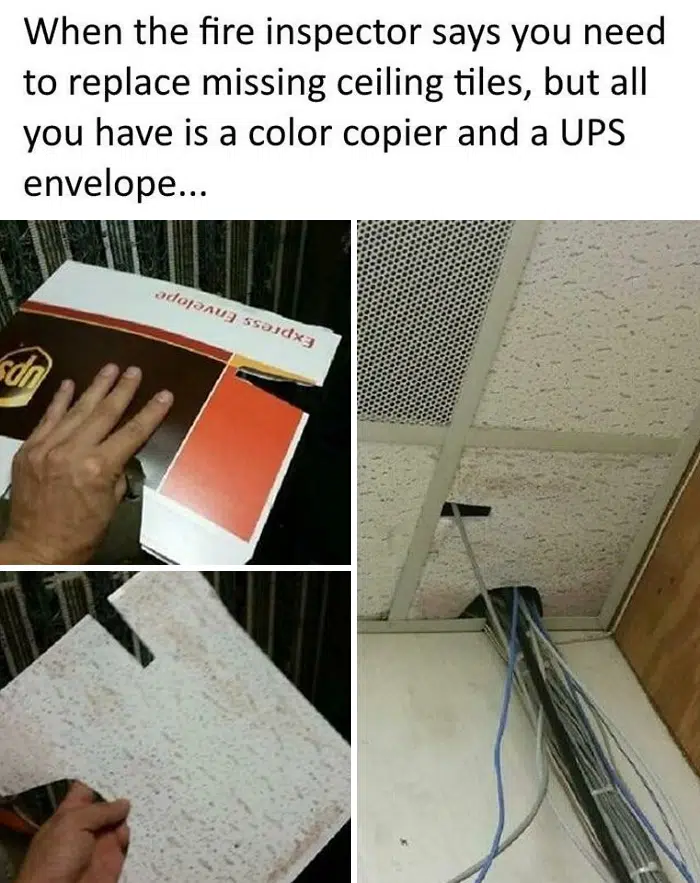 When the fire inspector says you need
to replace missing ceiling tiles, but all
you have is a color copier and a UPS
envelope...
Express Envelope
ups